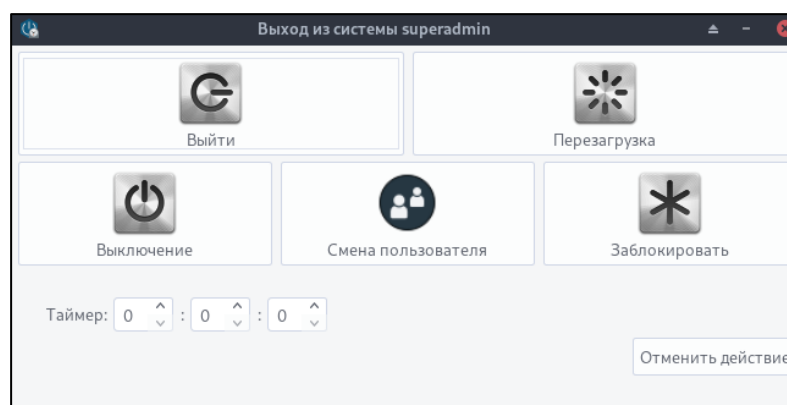 Выход из системы superadmin
Выйти
Перезагрузка
Выключение
Смена пользователя
Заблокировать
Таймер: 0 : 0 : 0
Отменить действие